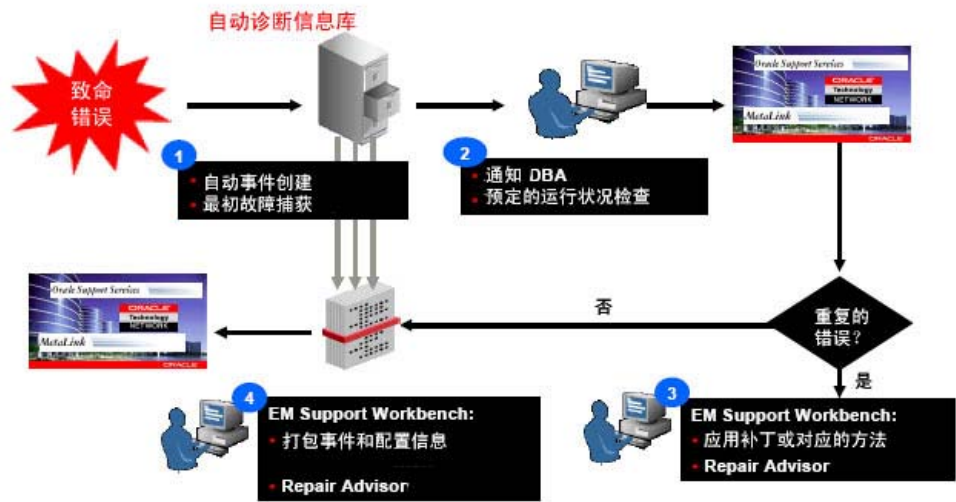 自动诊断信息库
致命
错误
Oracle Support Services
ORACLE
Technology
NETWORK
MetaLink
1
• 自动事件创建
• 最初故障捕获
2
• 通知 DBA
• 预定的运行状况检查
Oracle Support Services
ORACLE
Technology
NETWORK
MetaLink
ORACLE
否
重复的
错误?
是
4
EM Support Workbench:
• 打包事件和配置信息
• Repair Advisor
3
EM Support Workbench:
• 应用补丁或对应的方法
• Repair Advisor